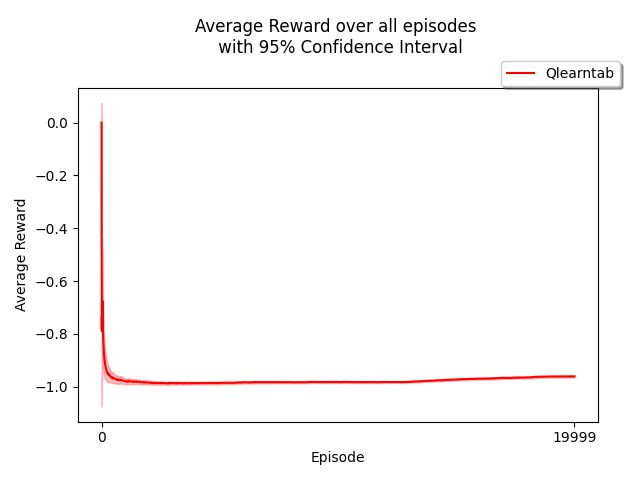 Average Reward over all episodes
with 95% Confidence Interval
Qlearntab
0.0
−0.2
−0.4
−0.6
−0.8
−1.0
Average Reward
0
19999
Episode